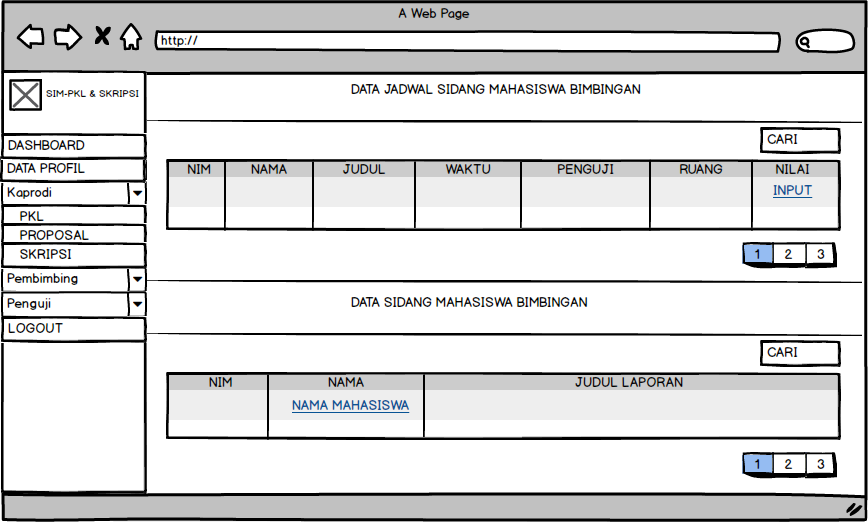 A Web Page
http://
SIM-PKL & SKRIPSI
DASHBOARD
DATA PROFIL
Kaprodi
PKL
PROPOSAL
SKRIPSI
Pembimbing
Penguji
LOGOUT
DATA JADWAL SIDANG MAHASISWA BIMBINGAN
CARI
NIM NAMA JUDUL WAKTU PENGUJI RUANG NILAI
INPUT
1 2 3
DATA SIDANG MAHASISWA BIMBINGAN
CARI
NIM NAMA JUDUL LAPORAN
NAMA MAHASISWA
1 2 3